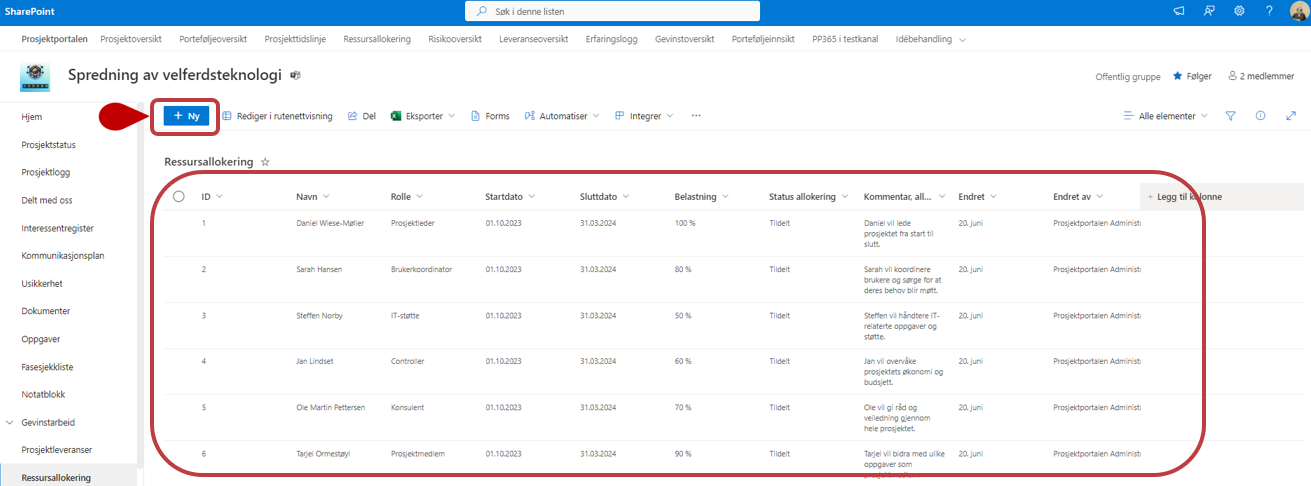 SharePoint
Søk i denne listen
Prosjektportalen Prosjektoversikt Porteføljeoversikt Prosjekttidslinje Ressursallokering Risikooversikt Leveranseoversikt Erfaringslogg Gevinstoversikt Porteføljeinnsikt PP365 i testkanal Idébehandling
Spredning av velferdsteknologi
Offentlig gruppe Følger 2 medlemmer
Hjem
Prosjektstatus
Prosjektlogg
Delt med oss
Interessentregister
Kommunikasjonsplan
Usikkerhet
Dokumenter
Oppgaver
Fasesjekkliste
Notatblokk
Gevinstarbeid
Prosjektleveranser
Ressursallokering
+ Ny Rediger i rutenettvisning Del Eksporter Forms Automatiser Integrer ... Alle elementer
Ressursallokering
ID Navn Rolle Startdato Sluttdato Belastning Status allokering Kommentar, all... Endret Endret av + Legg til kolonne
1 Daniel Wiese-Møller Prosjektleder 01.10.2023 31.03.2024 100 % Tildelt Daniel vil lede 20. juni Prosjektportalen Administ
prosjektet fra start til
slutt.
2 Sarah Hansen Brukerkoordinator 01.10.2023 31.03.2024 80 % Tildelt Sarah vil koordinere 20. juni Prosjektportalen Administ
brukere og sørge for at
deres behov blir møtt.
3 Steffen Norby IT-støtte 01.10.2023 31.03.2024 50 % Tildelt Steffen vil håndtere IT- 20. juni Prosjektportalen Administ
relaterte oppgaver og
støtte.
4 Jan Lindset Controller 01.10.2023 31.03.2024 60 % Tildelt Jan vil overvåke 20. juni Prosjektportalen Administ
prosjektets økonomi og
budsjett.
5 Ole Martin Pettersen Konsulent 01.10.2023 31.03.2024 70 % Tildelt Ole vil gi råd og 20. juni Prosjektportalen Administ
veiledning gjennom
hele prosjektet.
6 Tarjei Ormestøyl Prosjektmedlem 01.10.2023 31.03.2024 90 % Tildelt Tarjei vil bidra med ulike 20. juni Prosjektportalen Administ
oppgaver som